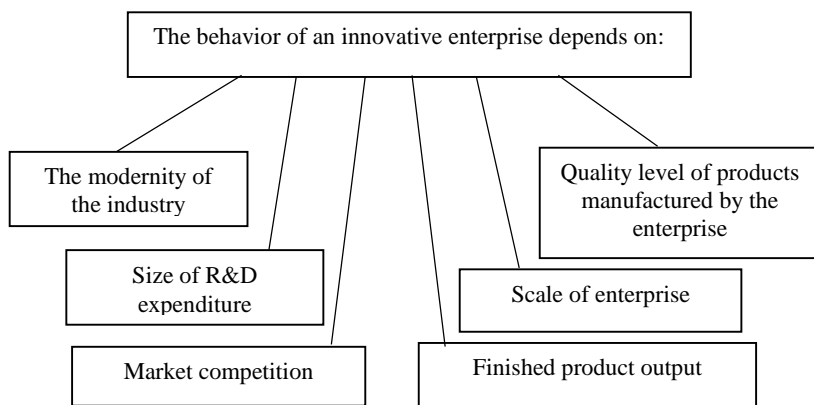 The behavior of an innovative enterprise depends on:
The modernity of
the industry
Quality level of products
manufactured by the
enterprise
Size of R&D
expenditure
Scale of enterprise
Market competition
Finished product output